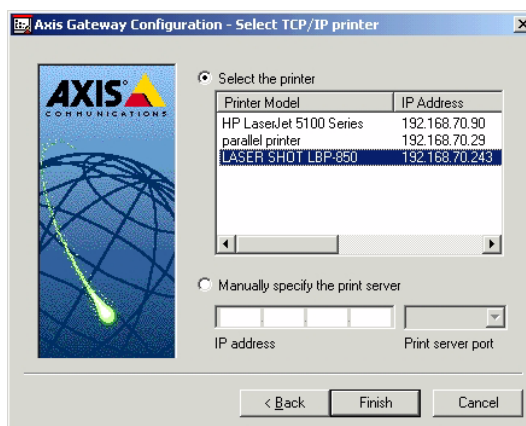 Axis Gateway Configuration - Select TCP/IP printer
AXIS
COMMUNICATIONS
Select the printer
Printer Model IP Address
HP LaserJet 5100 Series 192.168.70.90
parallel printer 192.168.70.29
LASER SHOT LBP-850 192.168.70.243
Manually specify the print server
IP address Print server port
< Back Finish Cancel